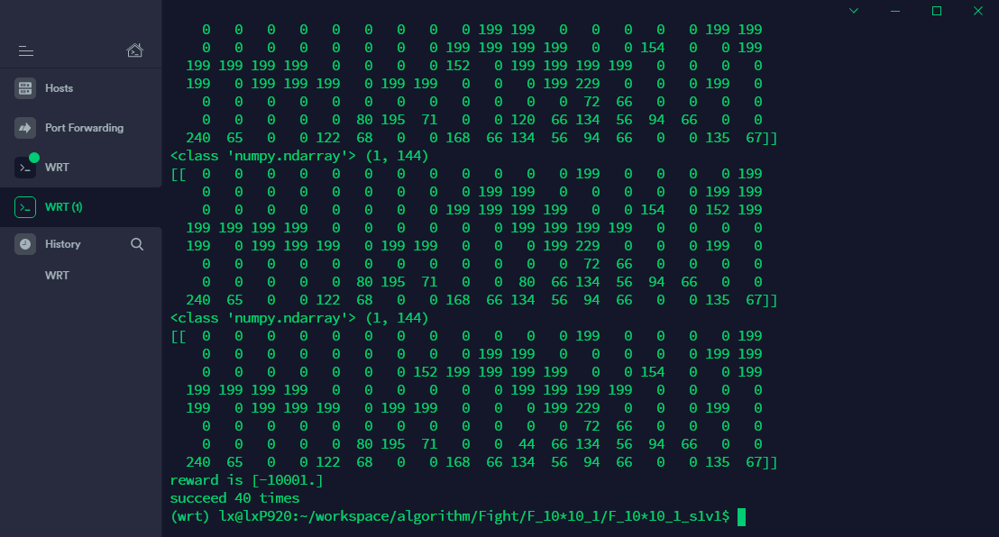 Hosts
Port Forwarding
WRT
WRT (1)
History
WRT
0 0 0 0 0 0 0 0 0 199 199 0 0 0 0 0 199 199
0 0 0 0 0 0 0 0 199 199 199 199 0 0 154 0 0 199
199 199 199 199 0 0 0 0 152 0 199 199 199 199 0 0 0 0
199 0 199 199 199 0 199 199 0 0 0 199 229 0 0 0 199 0
0 0 0 0 0 0 0 0 0 0 0 0 72 66 0 0 0 0
0 0 0 0 0 80 195 71 0 0 120 66 134 56 94 66 0 0
240 65 0 0 122 68 0 0 168 66 134 56 94 66 0 0 135 67]]
<class 'numpy.ndarray'> (1, 144)
[[ 0 0 0 0 0 0 0 0 0 0 0 0 199 0 0 0 0 199
0 0 0 0 0 0 0 0 0 199 199 0 0 0 0 0 199 199
0 0 0 0 0 0 0 0 199 199 199 199 0 0 154 0 152 199
199 199 199 199 0 0 0 0 0 0 199 199 199 199 0 0 0 0
199 0 199 199 199 0 199 199 0 0 0 199 229 0 0 0 199 0
0 0 0 0 0 0 0 0 0 0 0 0 72 66 0 0 0 0
0 0 0 0 0 80 195 71 0 0 80 66 134 56 94 66 0 0
240 65 0 0 122 68 0 0 168 66 134 56 94 66 0 0 135 67]]
<class 'numpy.ndarray'> (1, 144)
[[ 0 0 0 0 0 0 0 0 0 0 0 0 199 0 0 0 0 199
0 0 0 0 0 0 0 0 0 199 199 0 0 0 0 0 199 199
0 0 0 0 0 0 0 152 199 199 199 199 0 0 154 0 0 199
199 199 199 199 0 0 0 0 0 0 199 199 199 199 0 0 0 0
199 0 199 199 199 0 199 199 0 0 0 199 229 0 0 0 199 0
0 0 0 0 0 0 0 0 0 0 0 0 72 66 0 0 0 0
0 0 0 0 0 80 195 71 0 0 44 66 134 56 94 66 0 0
240 65 0 0 122 68 0 0 168 66 134 56 94 66 0 0 135 67]]
reward is [-10001.]
succeed 40 times
(wrt) lx@lxP920:~/workspace/algorithm/Fight/F_10*10_1/F_10*10_1_s1v1$